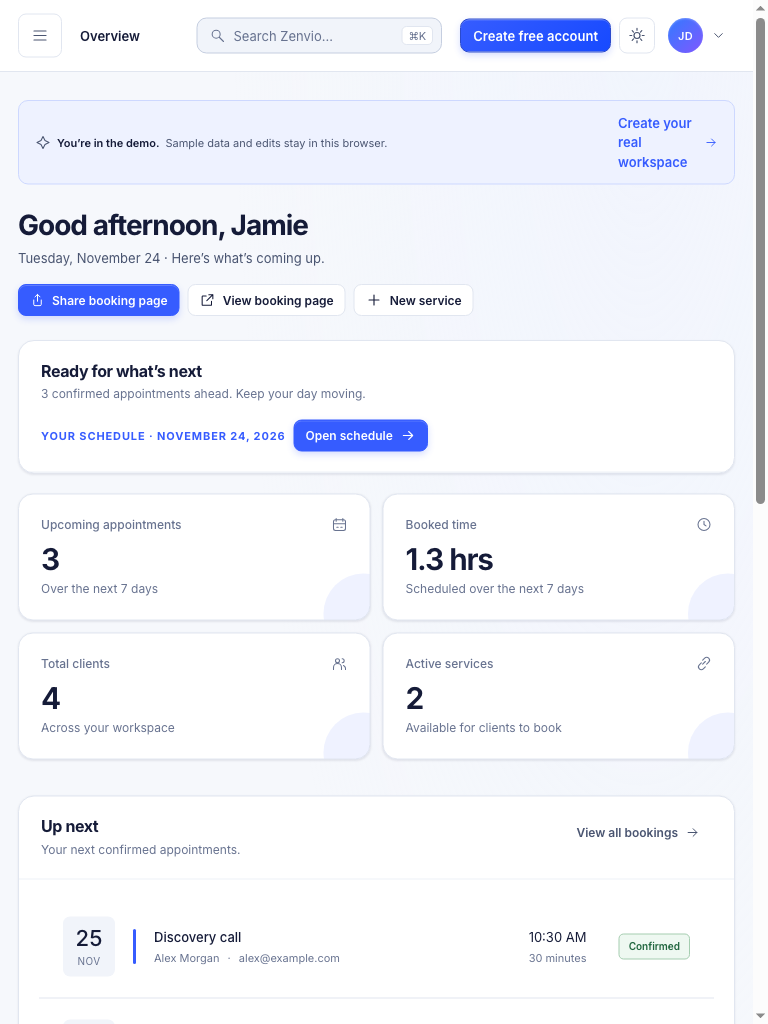 Overview
Search Zenvio...
⌘K
Create free account
JD
You're in the demo. Sample data and edits stay in this browser.
Create your
real
workspace
Good afternoon, Jamie
Tuesday, November 24 · Here's what's coming up.
Share booking page
View booking page
New service
Ready for what's next
3 confirmed appointments ahead. Keep your day moving.
YOUR SCHEDULE · NOVEMBER 24, 2026
Open schedule
Upcoming appointments
3
Over the next 7 days
Booked time
1.3 hrs
Scheduled over the next 7 days
Total clients
4
Across your workspace
Active services
2
Available for clients to book
Up next
Your next confirmed appointments.
View all bookings
25
NOV
Discovery call
Alex Morgan · alex@example.com
10:30 AM
30 minutes
Confirmed